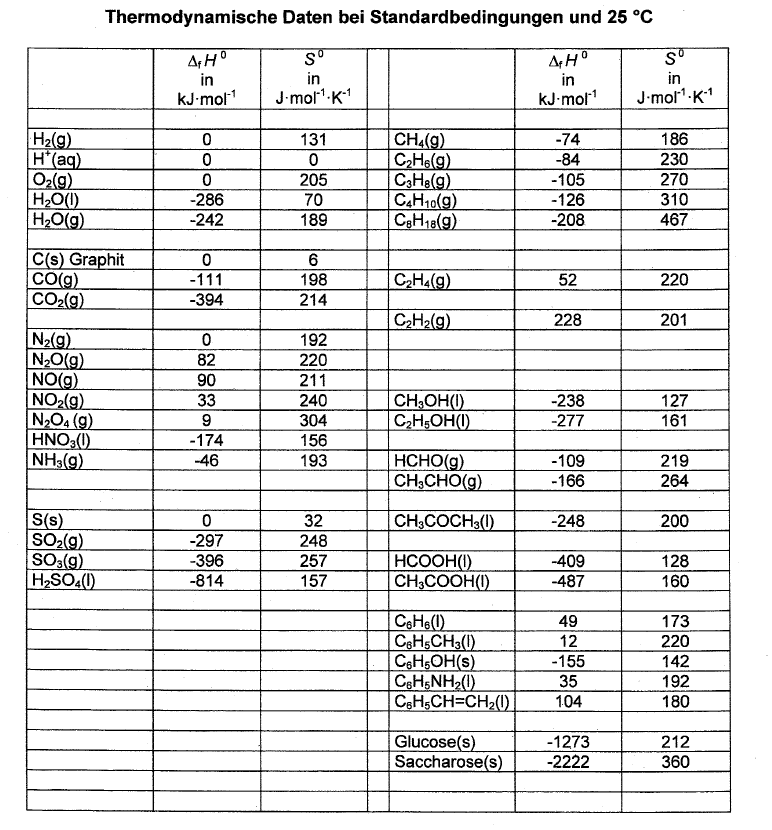 Thermodynamische Daten bei Standardbedingungen und 25 °C
ΔfH⁰ in kJ·mol⁻¹ S⁰ in J·mol⁻¹·K⁻¹ ΔfH⁰ in kJ·mol⁻¹ S⁰ in J·mol⁻¹·K⁻¹
H₂(g) 0 131 CH₄(g) -74 186
H⁺(aq) 0 0 C₂H₆(g) -84 230
O₂(g) 0 205 C₃H₈(g) -105 270
H₂O(l) -286 70 C₄H₁₀(g) -126 310
H₂O(g) -242 189 C₈H₁₈(g) -208 467
C(s) Graphit 0 6
CO(g) -111 198 C₂H₄(g) 52 220
CO₂(g) -394 214
C₂H₂(g) 228 201
N₂(g) 0 192
N₂O(g) 82 220
NO(g) 90 211
NO₂(g) 33 240 CH₃OH(l) -238 127
N₂O₄ (g) 9 304 C₂H₅OH(l) -277 161
HNO₃(l) -174 156
NH₃(g) -46 193 HCHO(g) -109 219
CH₃CHO(g) -166 264
S(s) 0 32 CH₃COCH₃(l) -248 200
SO₂(g) -297 248
SO₃(g) -396 257 HCOOH(l) -409 128
H₂SO₄(l) -814 157 CH₃COOH(l) -487 160
C₆H₆(l) 49 173
C₆H₅CH₃(l) 12 220
C₆H₅OH(s) -155 142
C₆H₅NH₂(l) 35 192
C₆H₅CH=CH₂(l) 104 180
Glucose(s) -1273 212
Saccharose(s) -2222 360